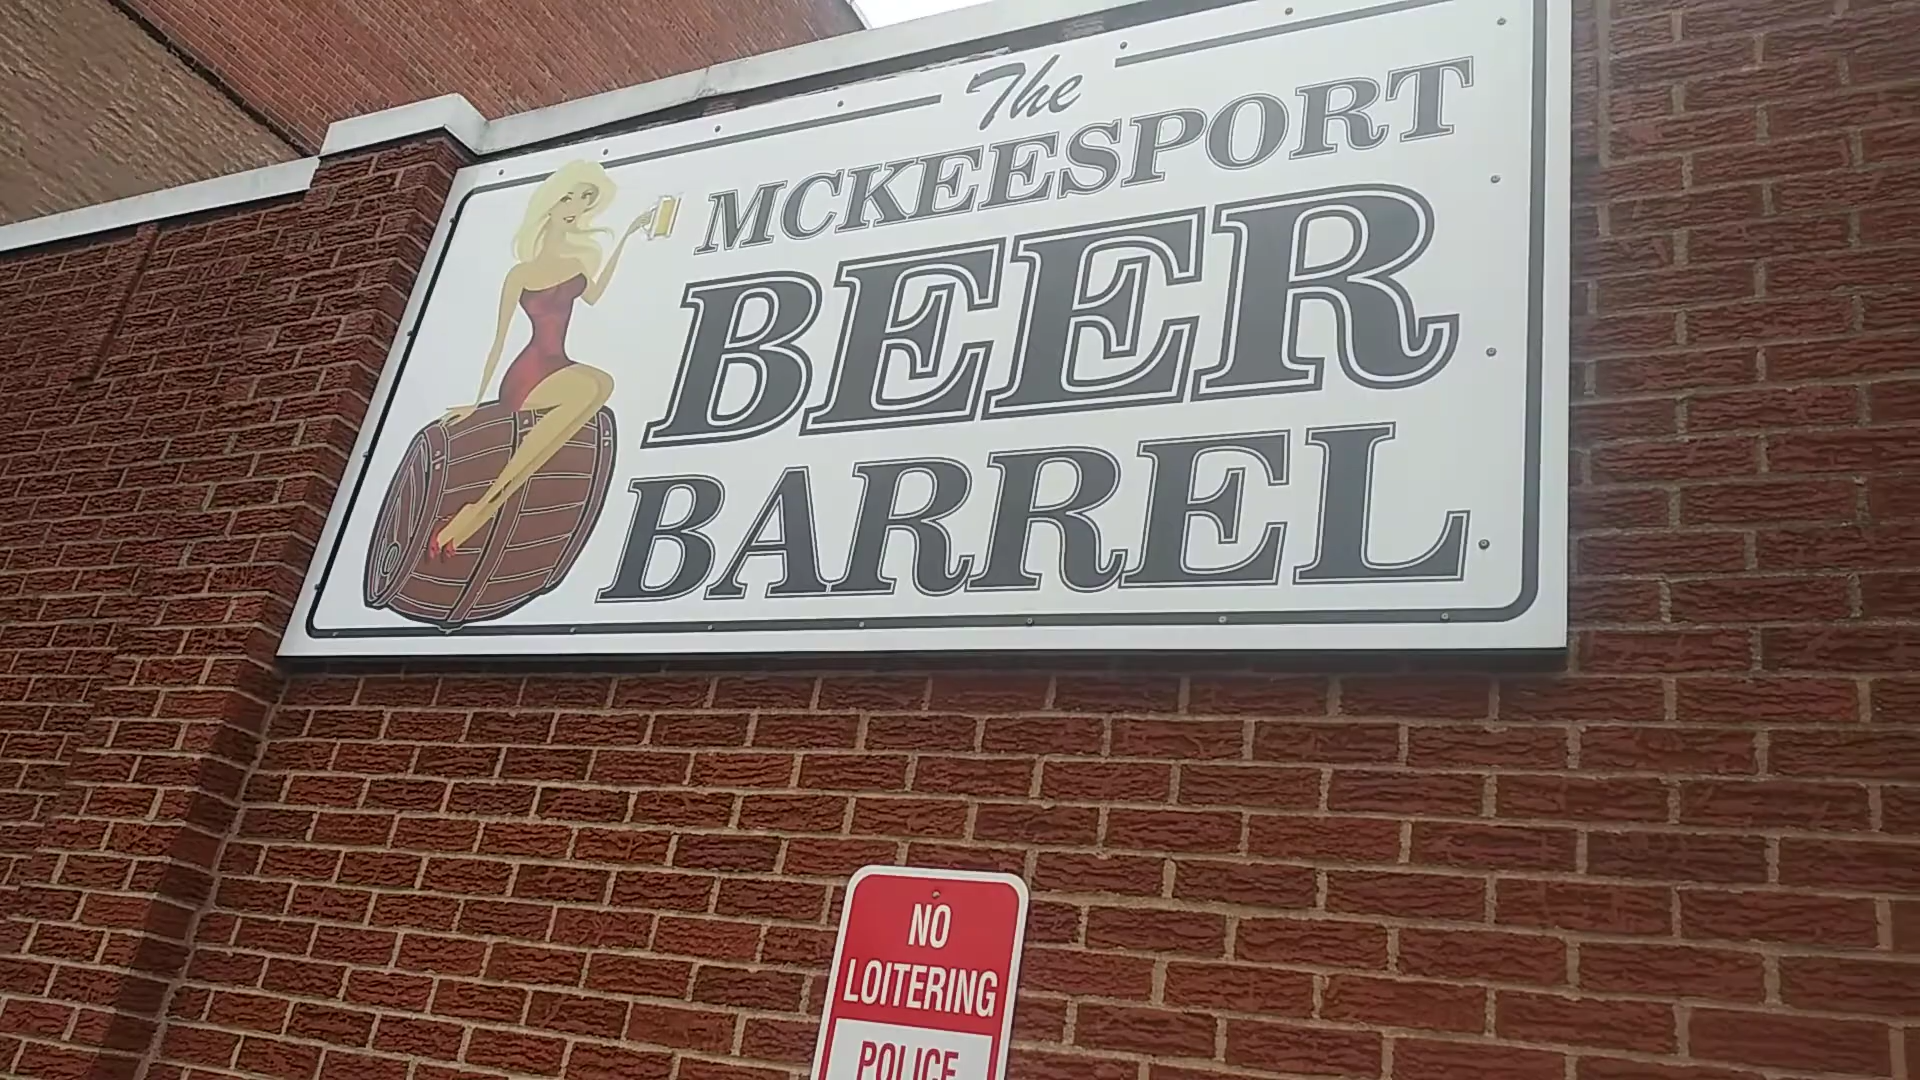 The
MCKEESPORT
BEER
BARREL
NO
LOITERING
POLICE